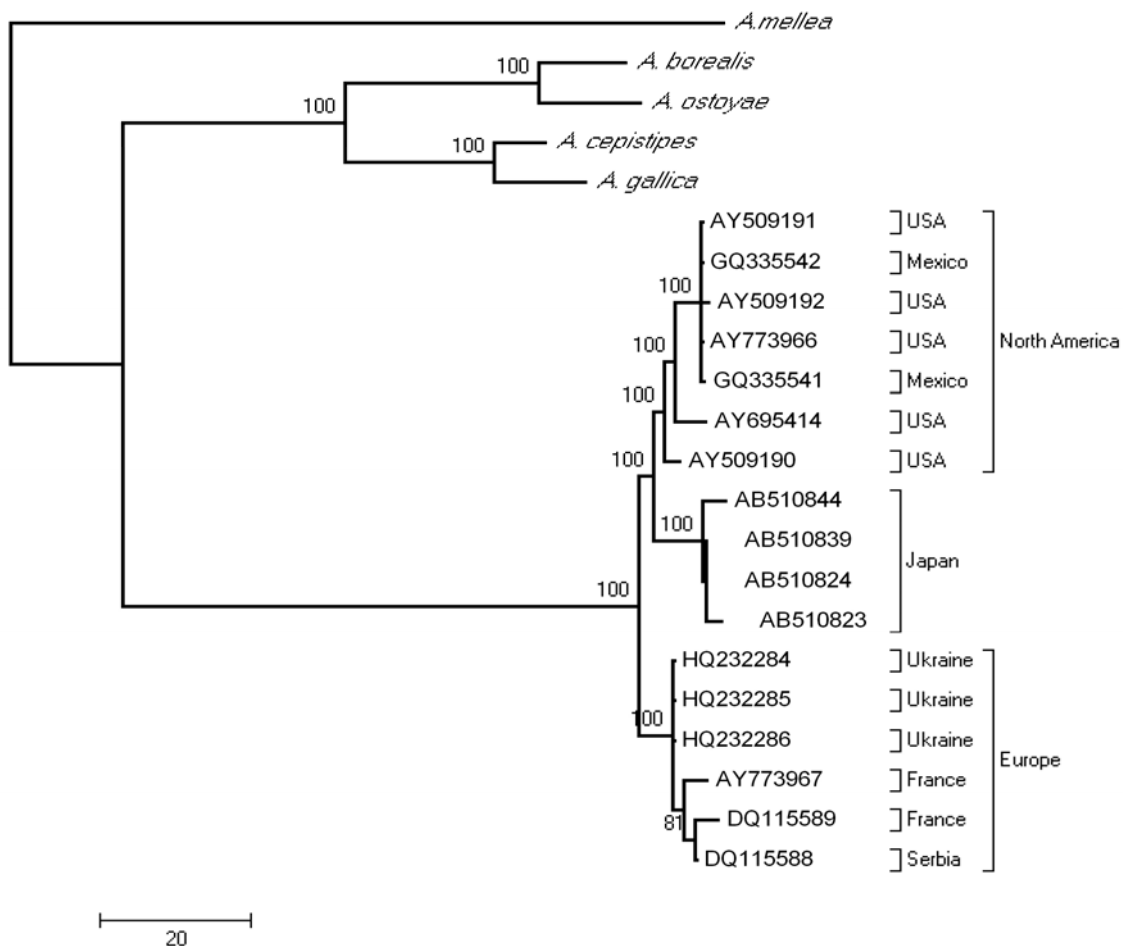 A.mellea
100
A. borealis
A. ostoyae
100
100
A. cepistipes
A. gallica
AY509191 USA
GQ335542 Mexico
100
AY509192 USA
AY773966 USA
North America
100
GQ335541 Mexico
100
AY695414 USA
100
AY509190 USA
AB510844
100
AB510839
Japan
AB510824
100
AB510823
HQ232284 Ukraine
HQ232285 Ukraine
100
HQ232286 Ukraine
Europe
AY773967 France
81
DQ115589 France
DQ115588 Serbia
20